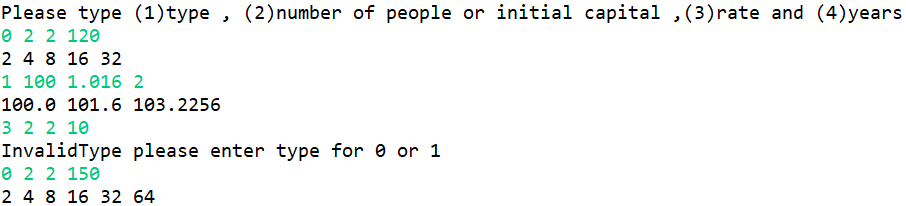 Please type (1)type , (2)number of people or initial capital ,(3)rate and (4)years
0 2 2 120
2 4 8 16 32
1 100 1.016 2
100.0 101.6 103.2256
3 2 2 10
InvalidType please enter type for 0 or 1
0 2 2 150
2 4 8 16 32 64